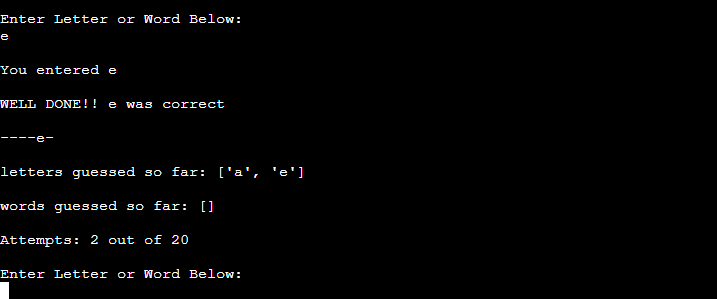 Enter Letter or Word Below:
e
You entered e
WELL DONE!! e was correct
----e-
letters guessed so far: ['a', 'e']
words guessed so far: []
Attempts: 2 out of 20
Enter Letter or Word Below: